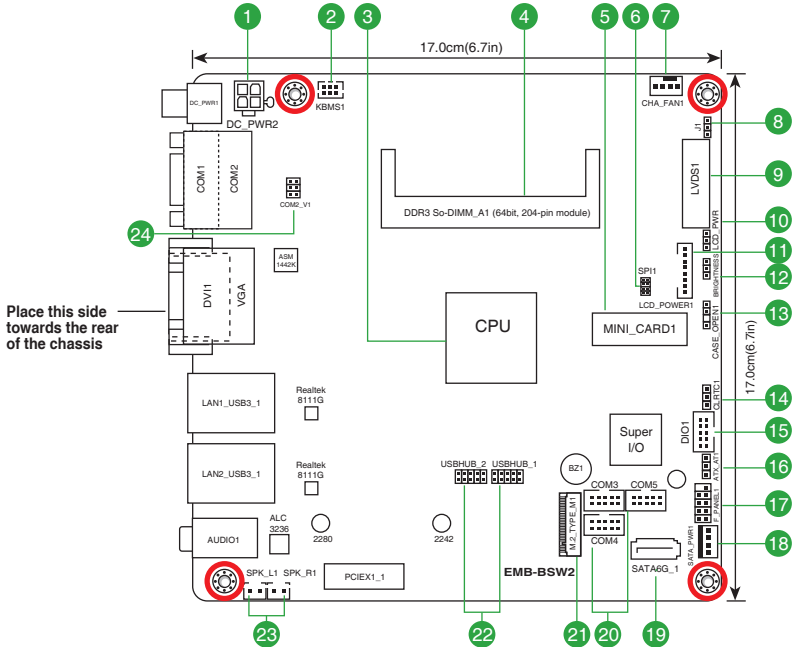 1
2
3
4
5
6
7
17.0cm(6.7in)
DC_PWR1
DC_PWR2
KBMS1
CHA_FAN1
J1
8
COM1
COM2
COM2_V1
24
DDR3 So-DIMM_A1 (64bit, 204-pin module)
LVDS1
9
LCD_PWR
10
ASM
1442K
SPI1
11
BRIGHTNESS
12
LCD_POWER1
DVI1
VGA
Place this side
towards the rear
of the chassis
CPU
MINI_CARD1
CASE_OPEN1
13
17.0cm(6.7in)
LAN1_USB3_1
Realtek
8111G
CLRTC1
14
Super
I/O
DIO1
15
LAN2_USB3_1
Realtek
8111G
USBHUB_2
USBHUB_1
BZ1
ATX_AT1
16
COM3
COM5
F_PANEL1
17
AUDIO1
ALC
3236
2280
2242
M.2_TYPE_M1
COM4
SATA_PWR1
18
SPK_L1
SPK_R1
PCIEX1_1
EMB-BSW2
SATA6G_1
23
22
21
20
19